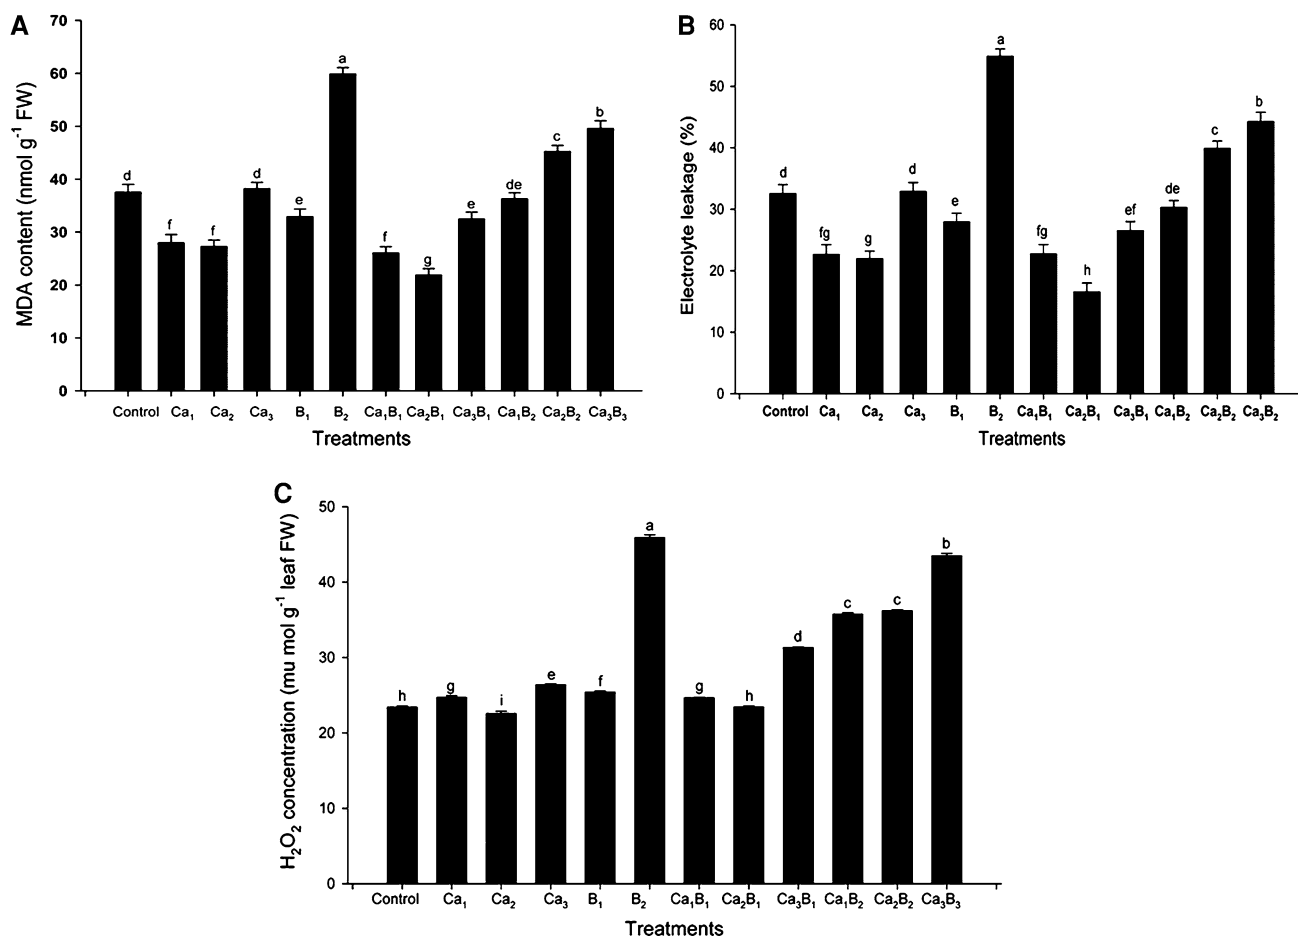 A
MDA content (nmol g⁻¹ FW)
70
60
50
40
30
20
10
0
d
f
f
d
e
a
f
g
e
de
c
b
Control Ca₁ Ca₂ Ca₃ B₁ B₂ Ca₁B₁ Ca₂B₁ Ca₃B₁ Ca₁B₂ Ca₂B₂ Ca₃B₃
Treatments
B
Electrolyte leakage (%)
60
50
40
30
20
10
0
d
fg
g
d
e
a
fg
h
ef
de
c
b
Control Ca₁ Ca₂ Ca₃ B₁ B₂ Ca₁B₁ Ca₂B₁ Ca₃B₁ Ca₁B₂ Ca₂B₂ Ca₃B₂
Treatments
C
H₂O₂ concentration (mu mol g⁻¹ leaf FW)
50
40
30
20
10
0
h
g
i
e
f
a
g
h
d
c
c
b
Control Ca₁ Ca₂ Ca₃ B₁ B₂ Ca₁B₁ Ca₂B₁ Ca₃B₁ Ca₁B₂ Ca₂B₂ Ca₃B₃
Treatments